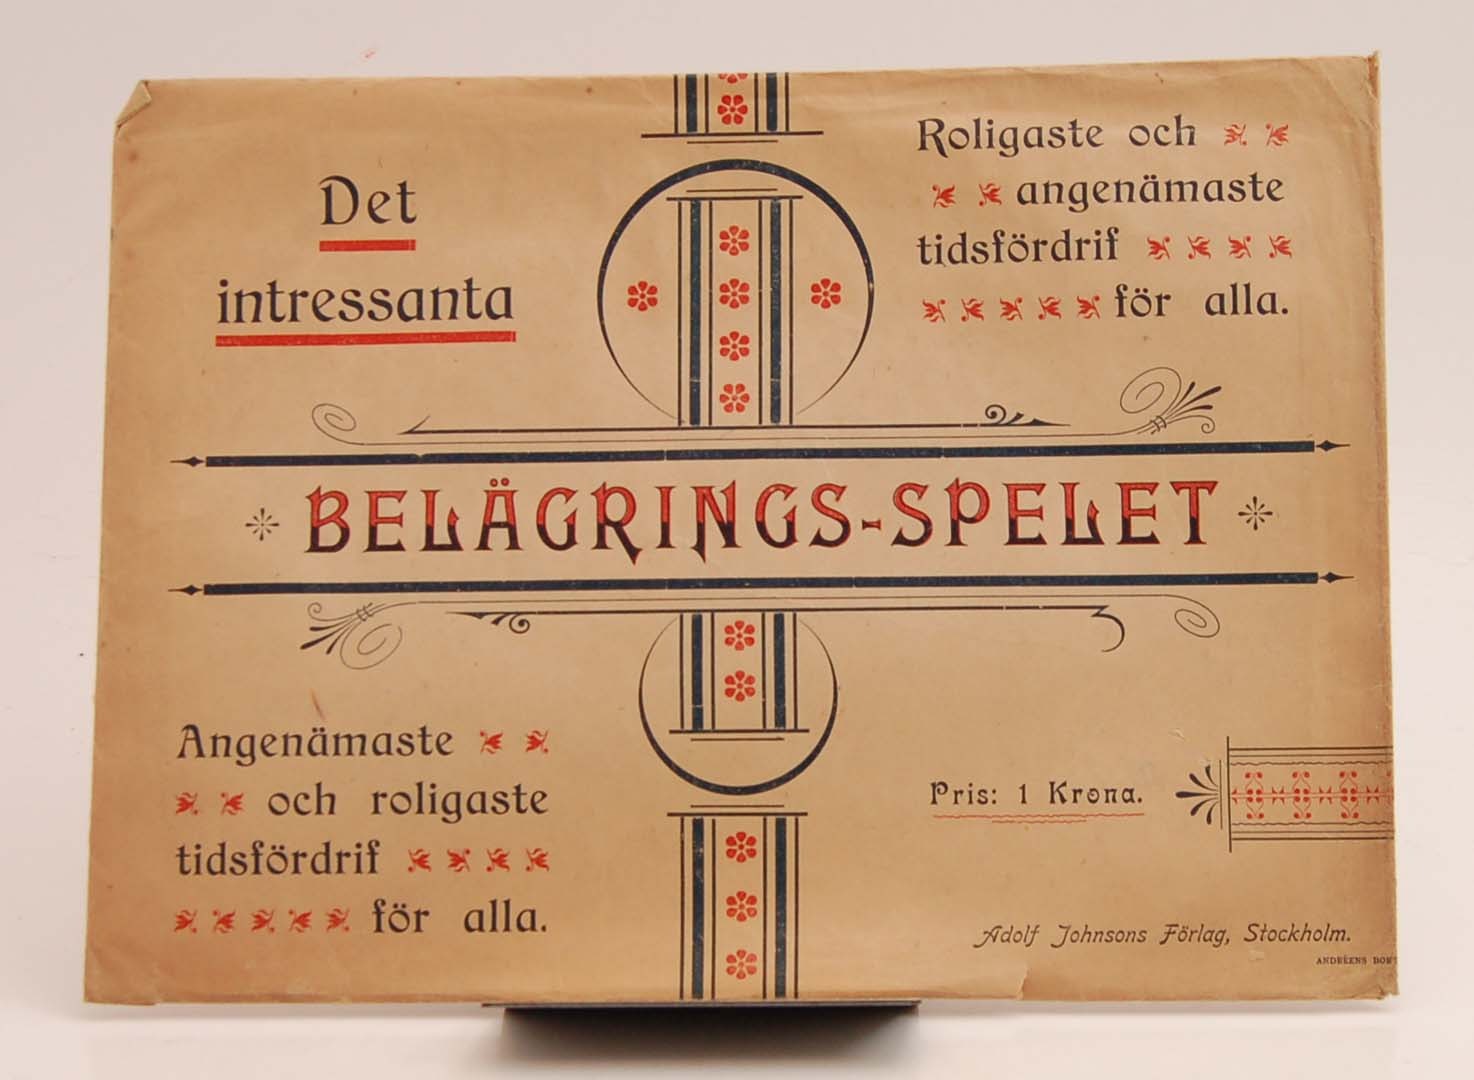 Det
intressanta
Roligaste och
angenämaste
tidsfördrif
för alla.
BELÄGRINGS-SPELET
Angenämaste
och roligaste
tidsfördrif
för alla.
Pris: 1 Krona.
Adolf Johnsons Förlag, Stockholm.
ANDRÉENS